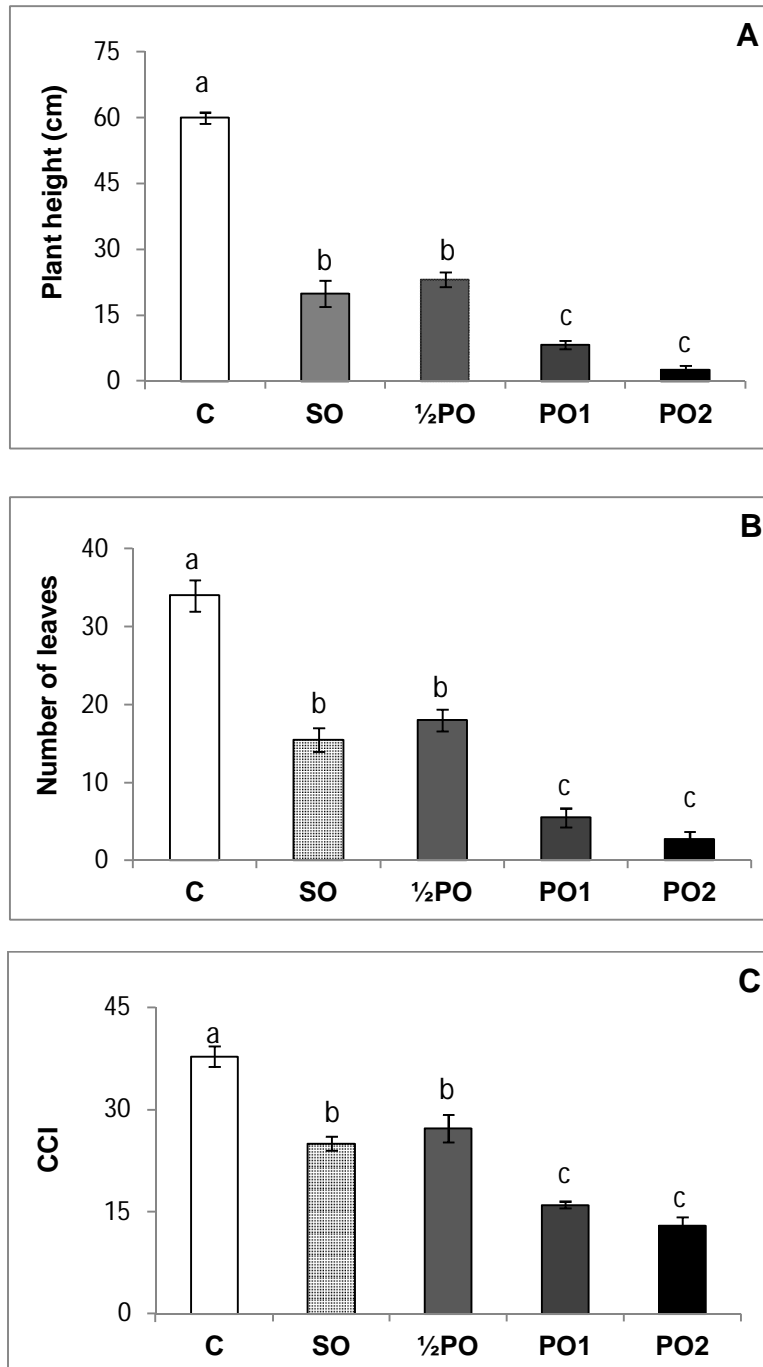 A
Plant height (cm)
75
60
45
30
15
0
a
b
b
c
c
C SO ½PO PO1 PO2
B
Number of leaves
40
30
20
10
0
a
b
b
c
c
C SO ½PO PO1 PO2
C
CCI
45
30
15
0
a
b
b
c
c
C SO ½PO PO1 PO2